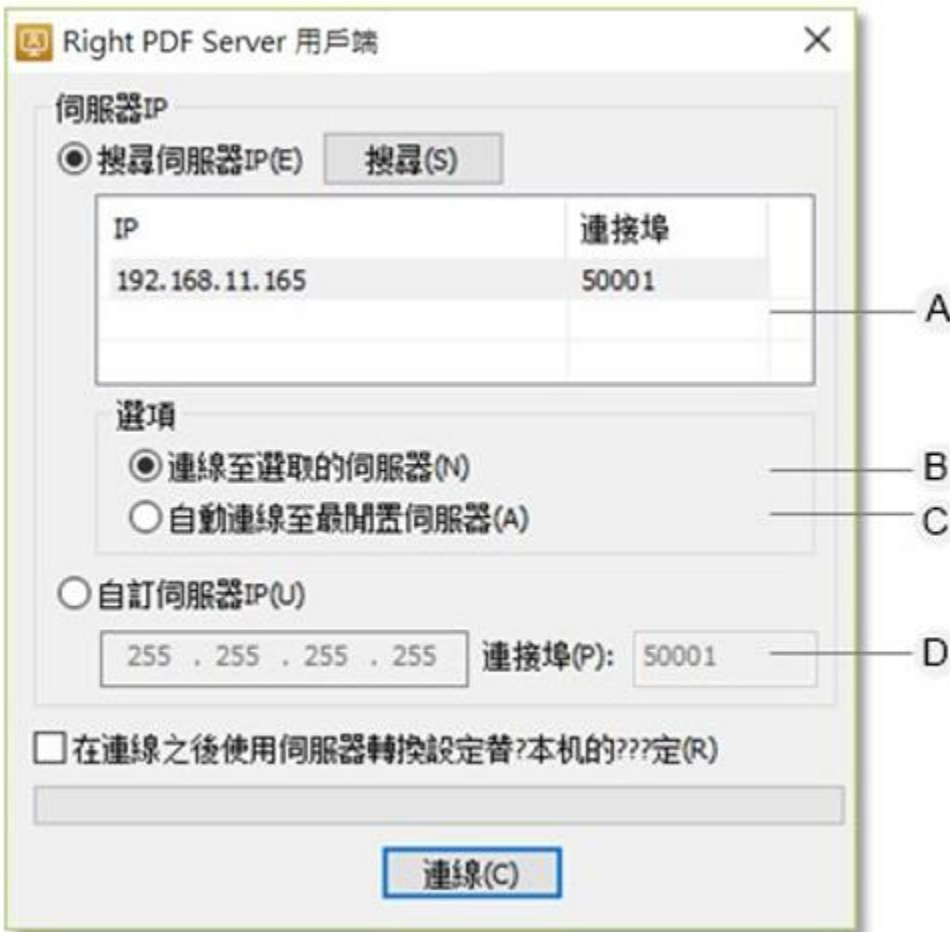 Right PDF Server 用戶端
伺服器IP
搜尋伺服器IP(E) 搜尋(S)
IP 連接埠
192.168.11.165 50001
A
選項
連線至選取的伺服器(N)
B
自動連線至最閒置伺服器(A)
C
自訂伺服器IP(U)
255 . 255 . 255 . 255 連接埠(P): 50001
D
在連線之後使用伺服器轉換設定替?本机的???定(R)
連線(C)